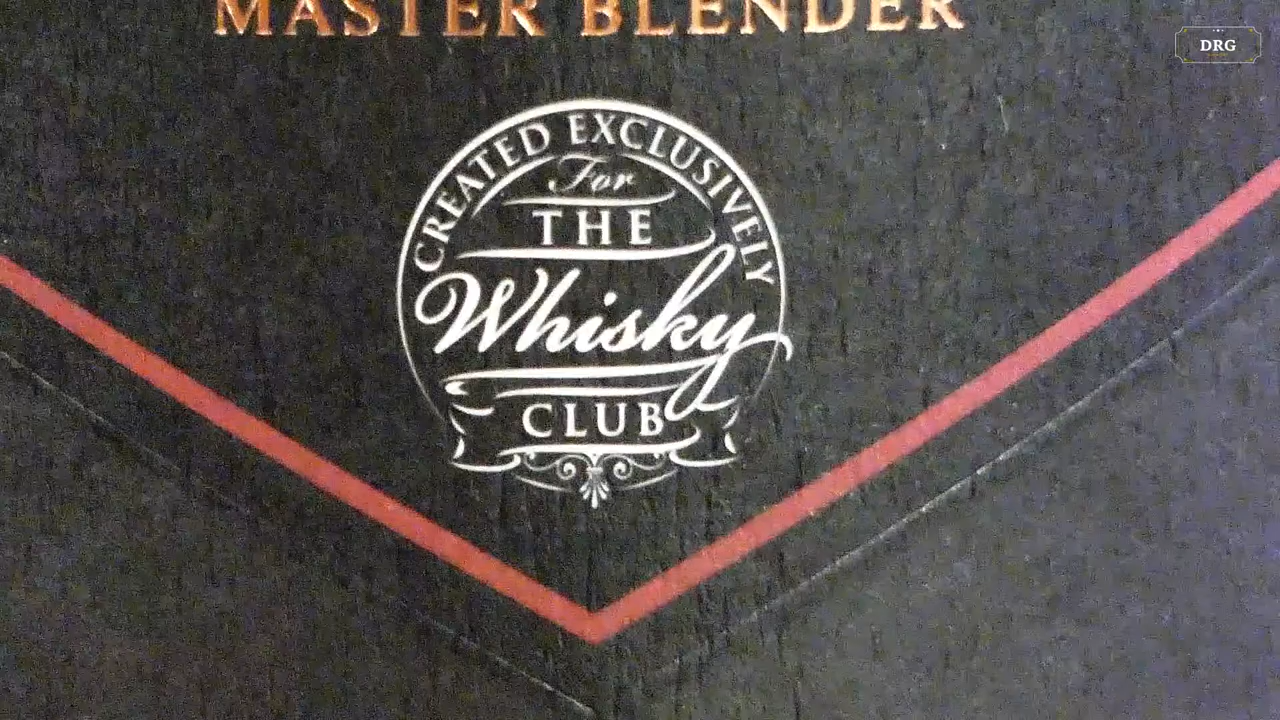 MASTER BLENDER
DRG
CREATED EXCLUSIVELY
For
THE
Whisky
CLUB